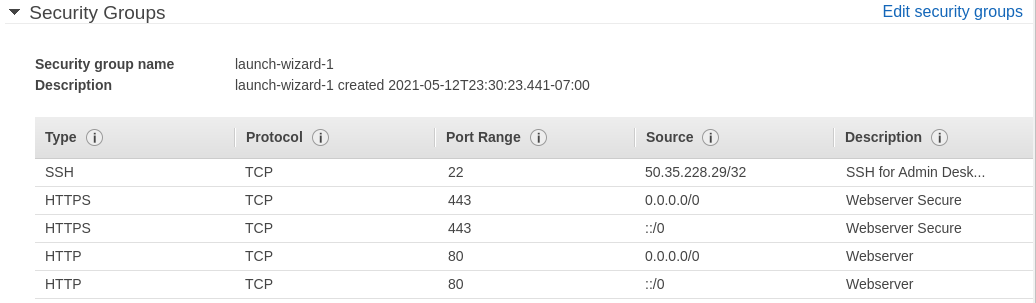 Security Groups Edit security groups
Security group name launch-wizard-1
Description launch-wizard-1 created 2021-05-12T23:30:23.441-07:00
Type Protocol Port Range Source Description
SSH TCP 22 50.35.228.29/32 SSH for Admin Desk...
HTTPS TCP 443 0.0.0.0/0 Webserver Secure
HTTPS TCP 443 ::/0 Webserver Secure
HTTP TCP 80 0.0.0.0/0 Webserver
HTTP TCP 80 ::/0 Webserver